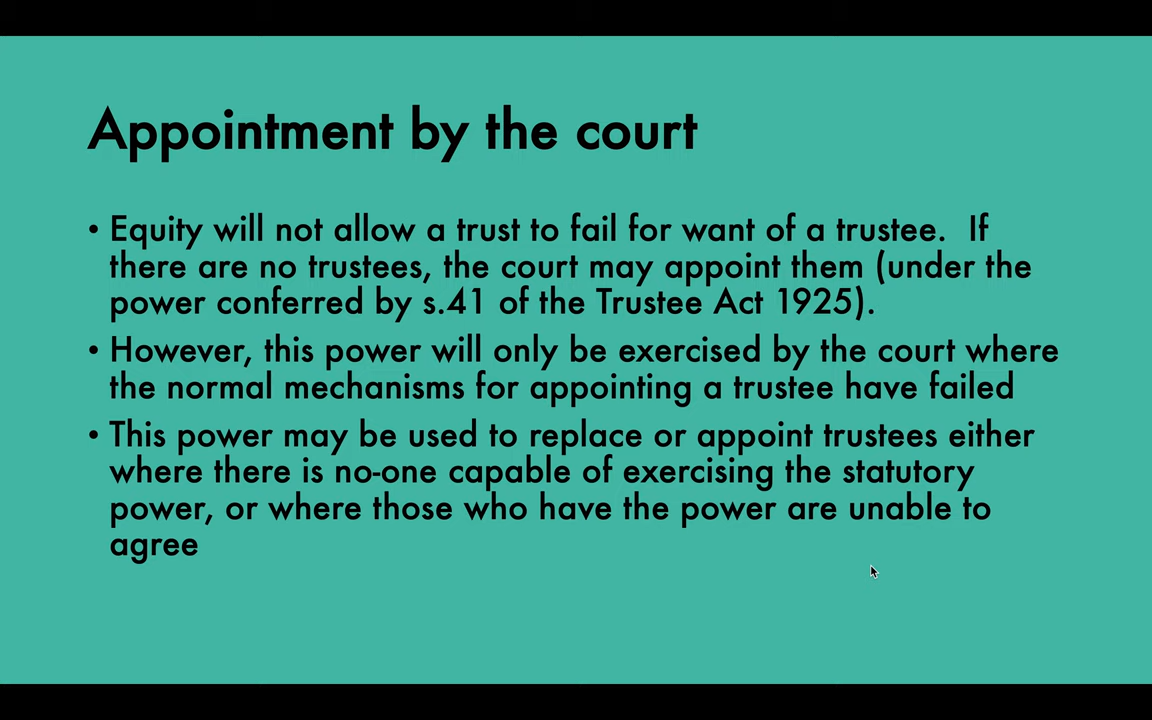 Appointment by the court
• Equity will not allow a trust to fail for want of a trustee.  If
there are no trustees, the court may appoint them (under the
power conferred by s.41 of the Trustee Act 1925).
• However, this power will only be exercised by the court where
the normal mechanisms for appointing a trustee have failed
• This power may be used to replace or appoint trustees either
where there is no-one capable of exercising the statutory
power, or where those who have the power are unable to
agree